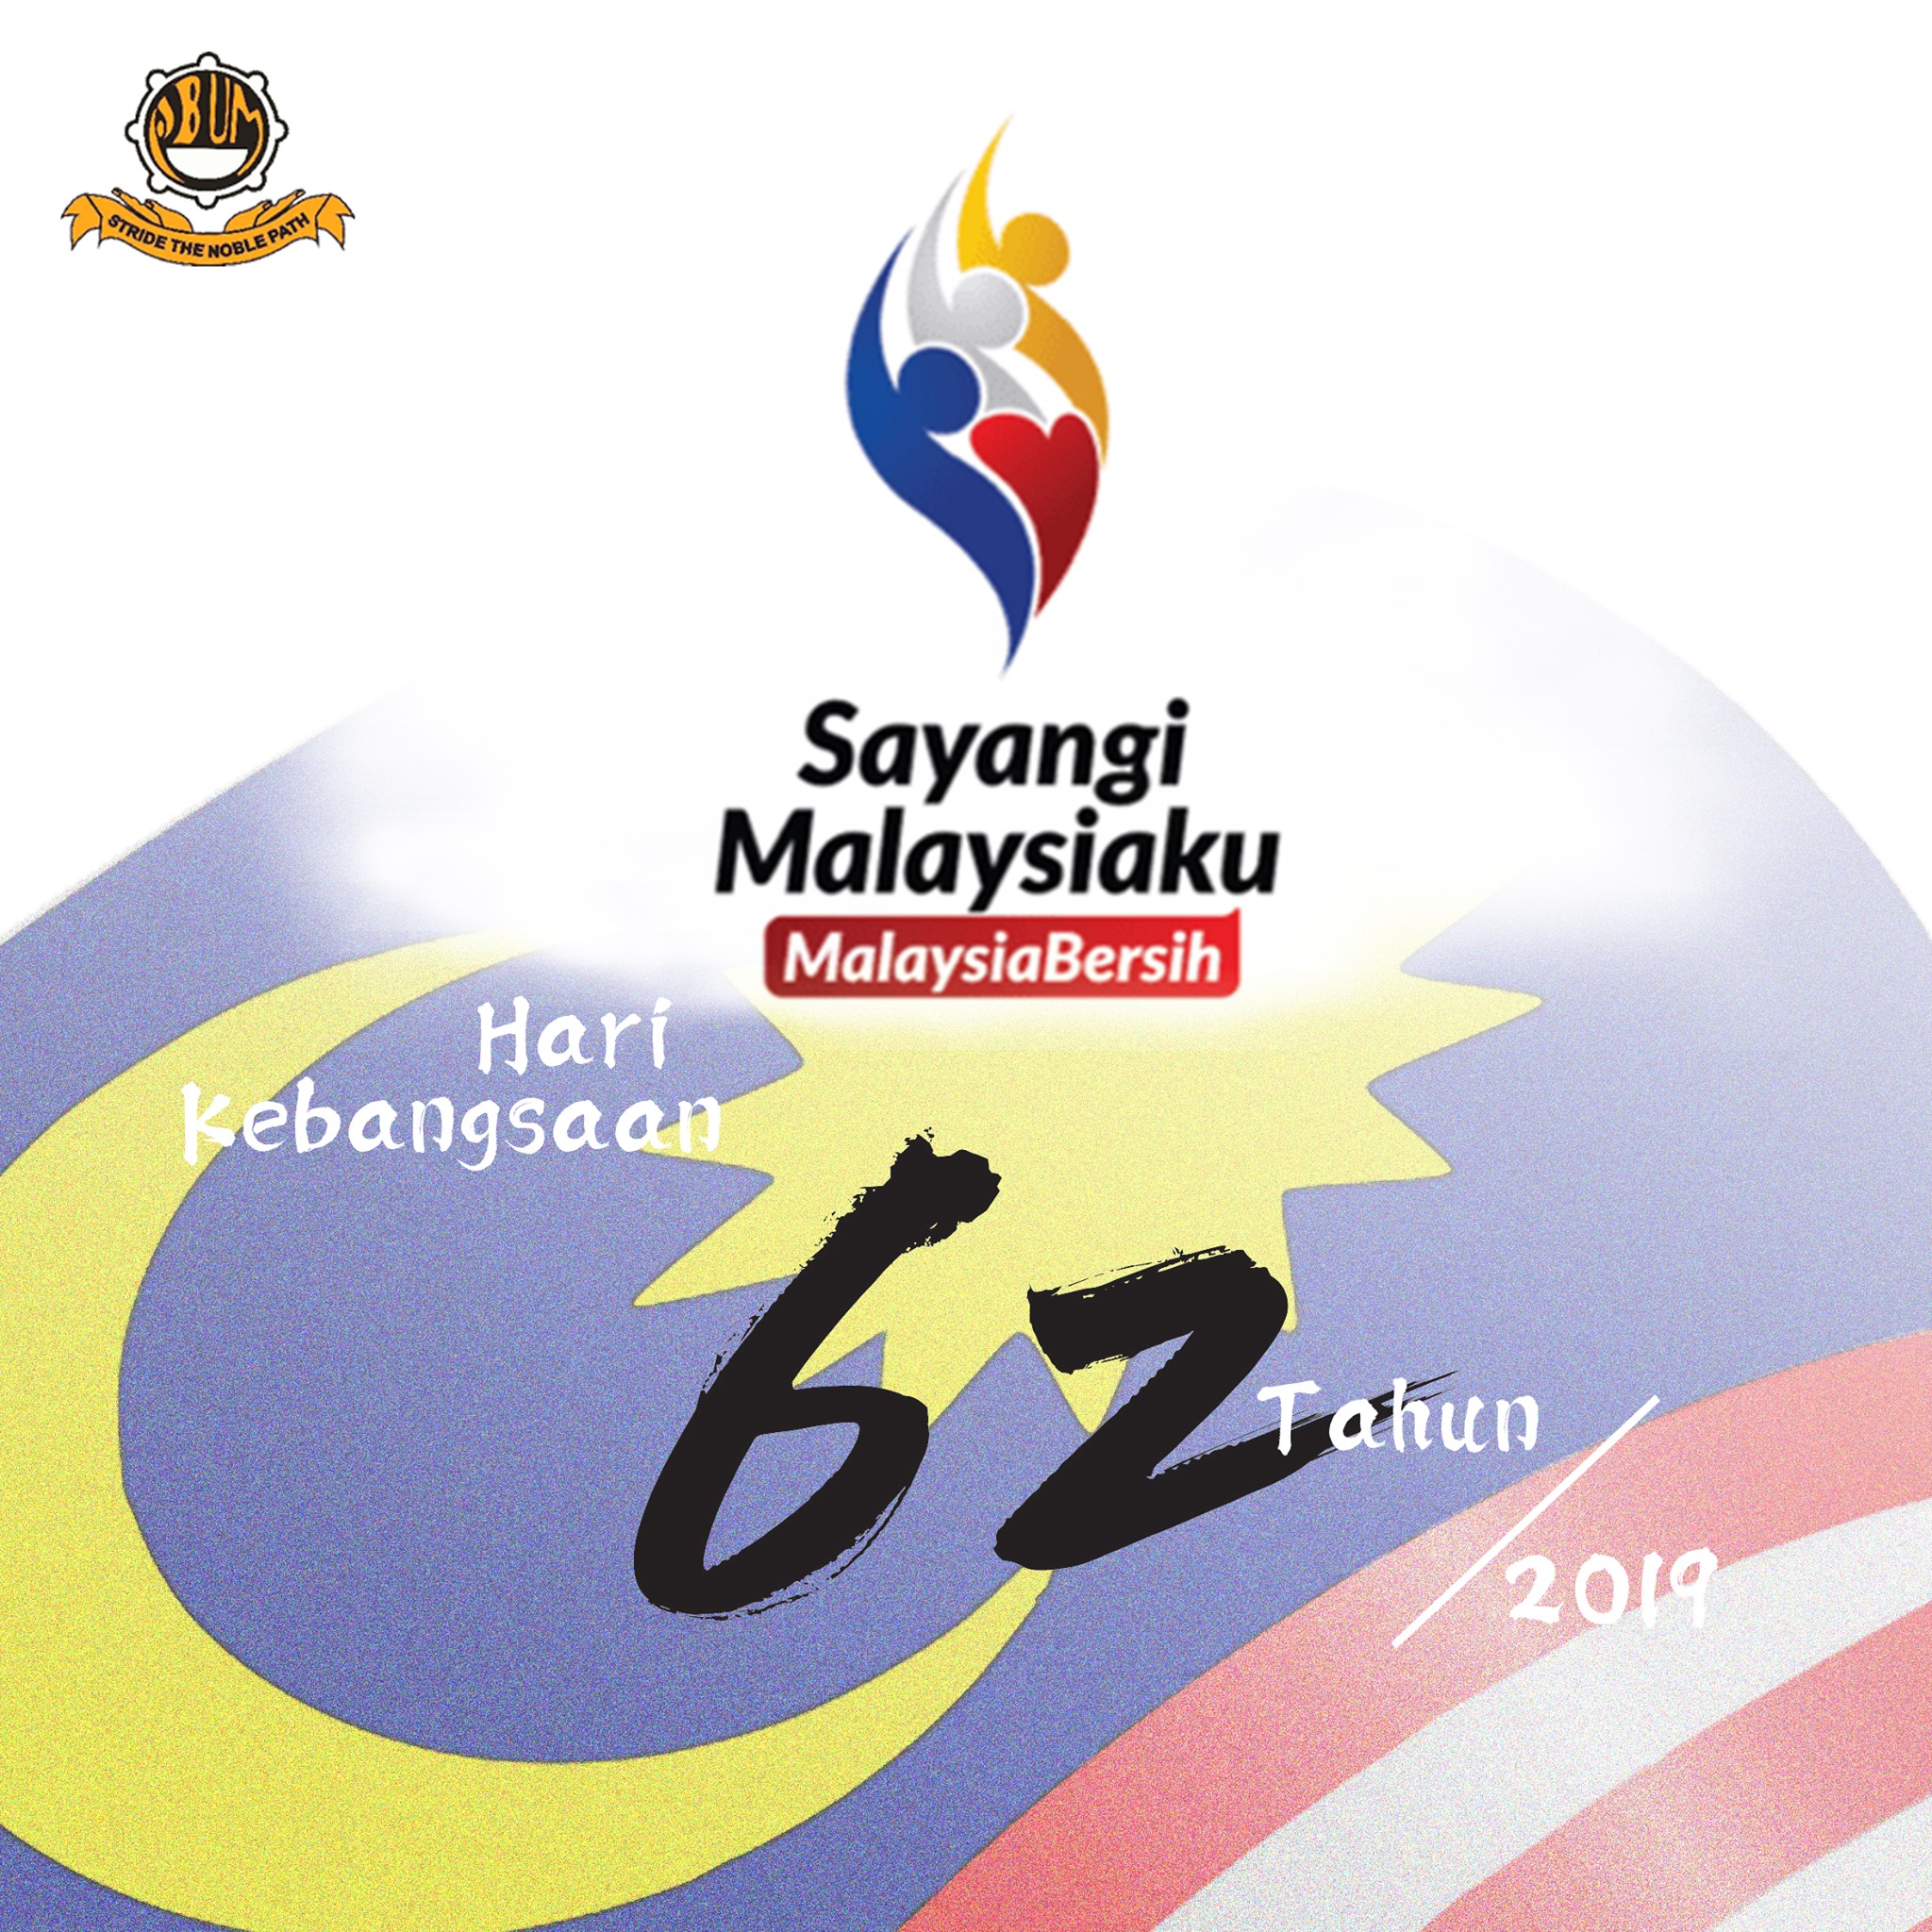 PBUM
STRIDE THE NOBLE PATH
Sayangi
Malaysiaku
MalaysiaBersih
Hari
Kebangsaan
62
Tahun
2019